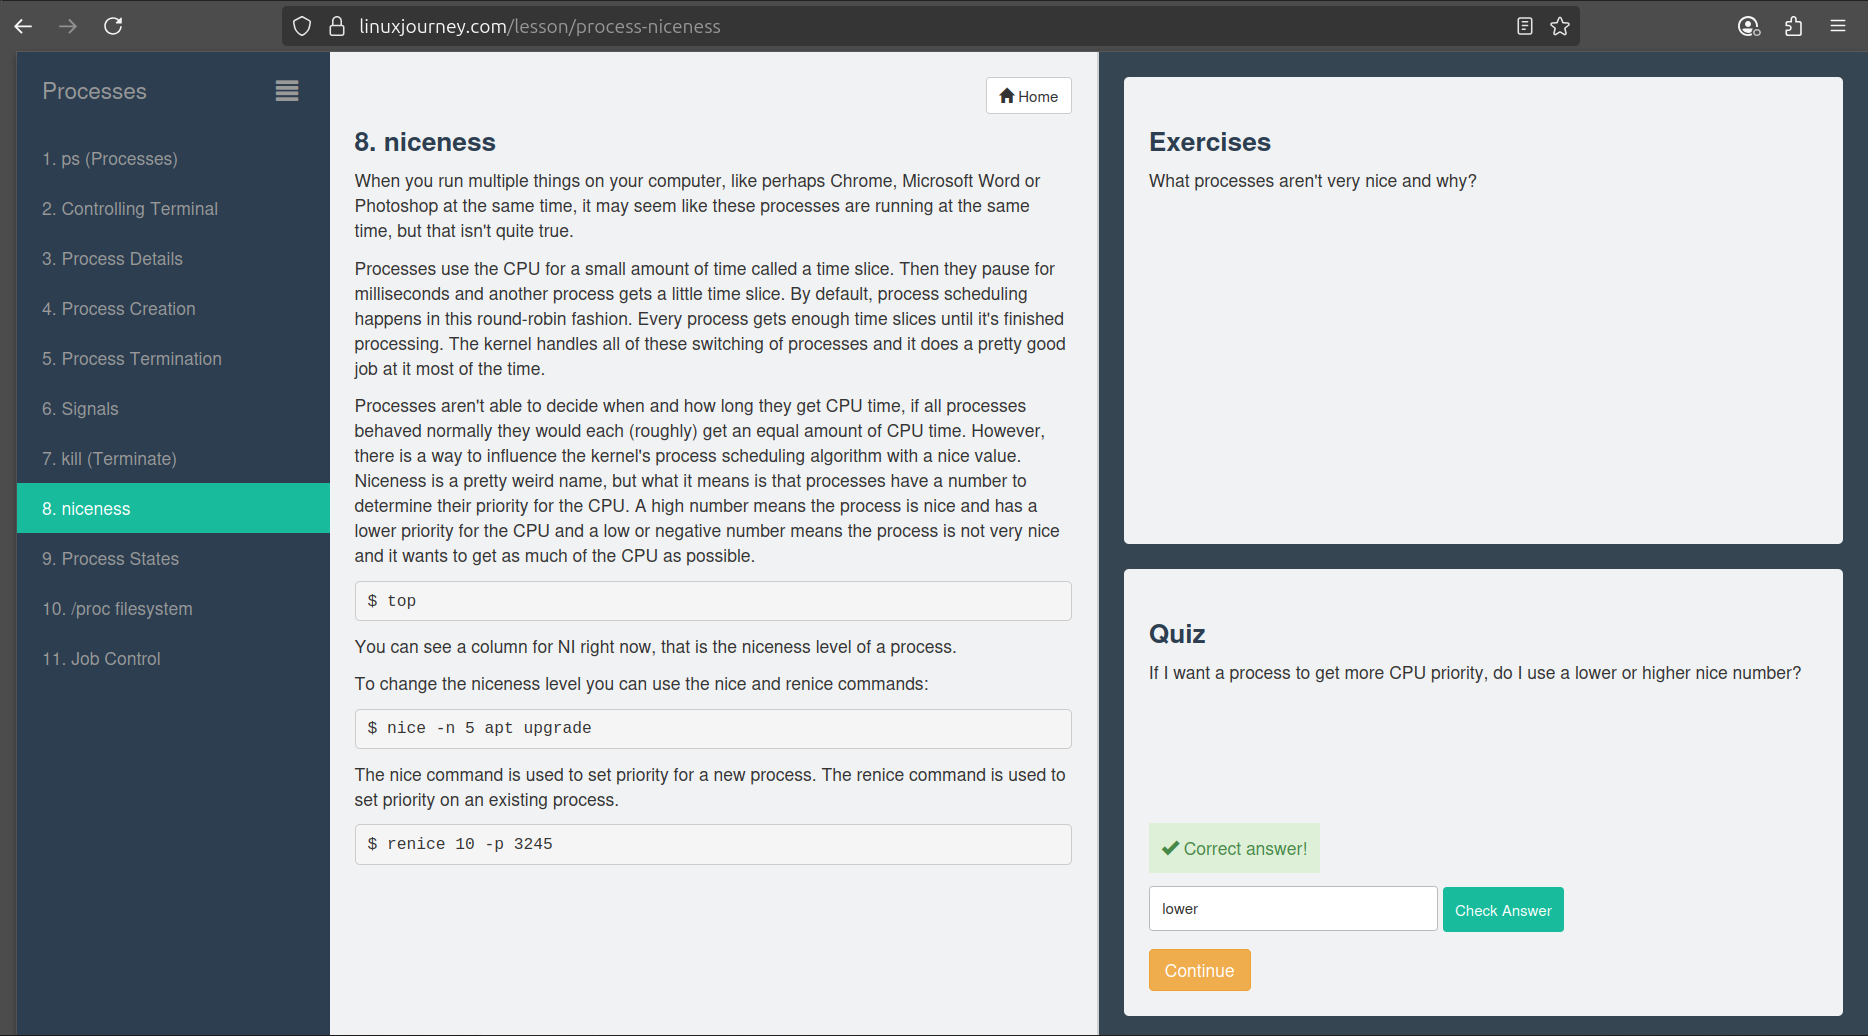 linuxjourney.com/lesson/process-niceness
Processes
1. ps (Processes)
2. Controlling Terminal
3. Process Details
4. Process Creation
5. Process Termination
6. Signals
7. kill (Terminate)
8. niceness
9. Process States
10. /proc filesystem
11. Job Control
Home
8. niceness
When you run multiple things on your computer, like perhaps Chrome, Microsoft Word or
Photoshop at the same time, it may seem like these processes are running at the same
time, but that isn't quite true.
Processes use the CPU for a small amount of time called a time slice. Then they pause for
milliseconds and another process gets a little time slice. By default, process scheduling
happens in this round-robin fashion. Every process gets enough time slices until it's finished
processing. The kernel handles all of these switching of processes and it does a pretty good
job at it most of the time.
Processes aren't able to decide when and how long they get CPU time, if all processes
behaved normally they would each (roughly) get an equal amount of CPU time. However,
there is a way to influence the kernel's process scheduling algorithm with a nice value.
Niceness is a pretty weird name, but what it means is that processes have a number to
determine their priority for the CPU. A high number means the process is nice and has a
lower priority for the CPU and a low or negative number means the process is not very nice
and it wants to get as much of the CPU as possible.
$ top
You can see a column for NI right now, that is the niceness level of a process.
To change the niceness level you can use the nice and renice commands:
$ nice -n 5 apt upgrade
The nice command is used to set priority for a new process. The renice command is used to
set priority on an existing process.
$ renice 10 -p 3245
Exercises
What processes aren't very nice and why?
Quiz
If I want a process to get more CPU priority, do I use a lower or higher nice number?
Correct answer!
lower
Check Answer
Continue